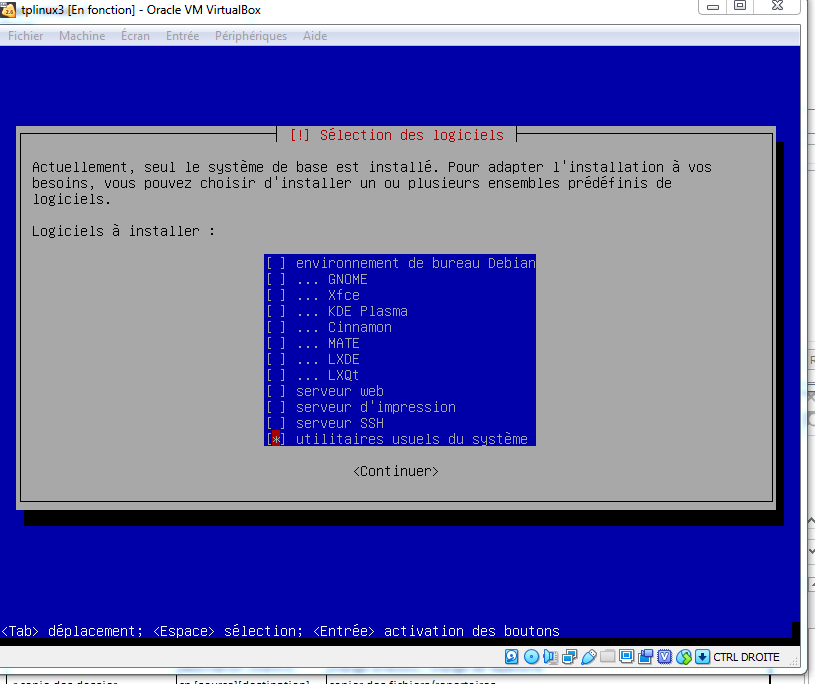 tplinux3 [En fonction] - Oracle VM VirtualBox
Fichier Machine Écran Entrée Périphériques Aide
[!] Sélection des logiciels
Actuellement, seul le système de base est installé. Pour adapter l'installation à vos
besoins, vous pouvez choisir d'installer un ou plusieurs ensembles prédéfinis de
logiciels.
Logiciels à installer :
[ ] environnement de bureau Debian
[ ] ... GNOME
[ ] ... Xfce
[ ] ... KDE Plasma
[ ] ... Cinnamon
[ ] ... MATE
[ ] ... LXDE
[ ] ... LXQt
[ ] serveur web
[ ] serveur d'impression
[ ] serveur SSH
[*] utilitaires usuels du système
<Continuer>
<Tab> déplacement; <Espace> sélection; <Entrée> activation des boutons
CTRL DROITE